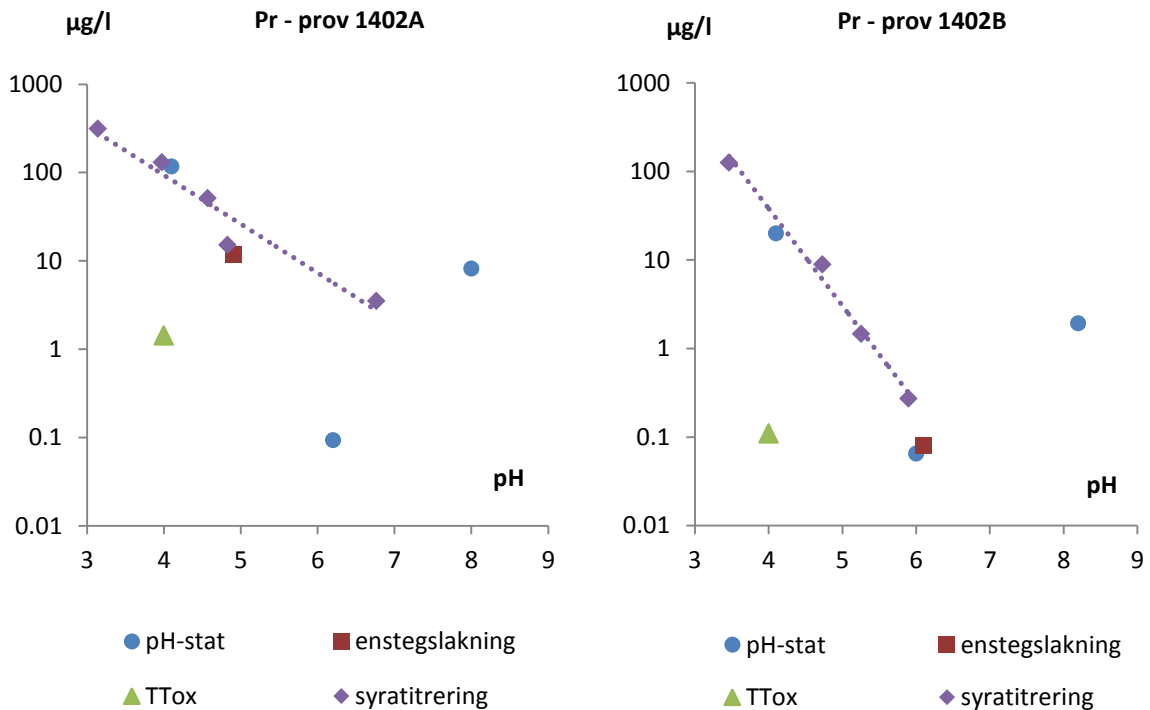 µg/l
Pr - prov 1402A
1000
100
10
1
0.1
0.01
pH
3 4 5 6 7 8 9
pH-stat
enstegslakning
TTox
syratitrering
µg/l
Pr - prov 1402B
1000
100
10
1
0.1
0.01
pH
3 4 5 6 7 8 9
pH-stat
enstegslakning
TTox
syratitrering